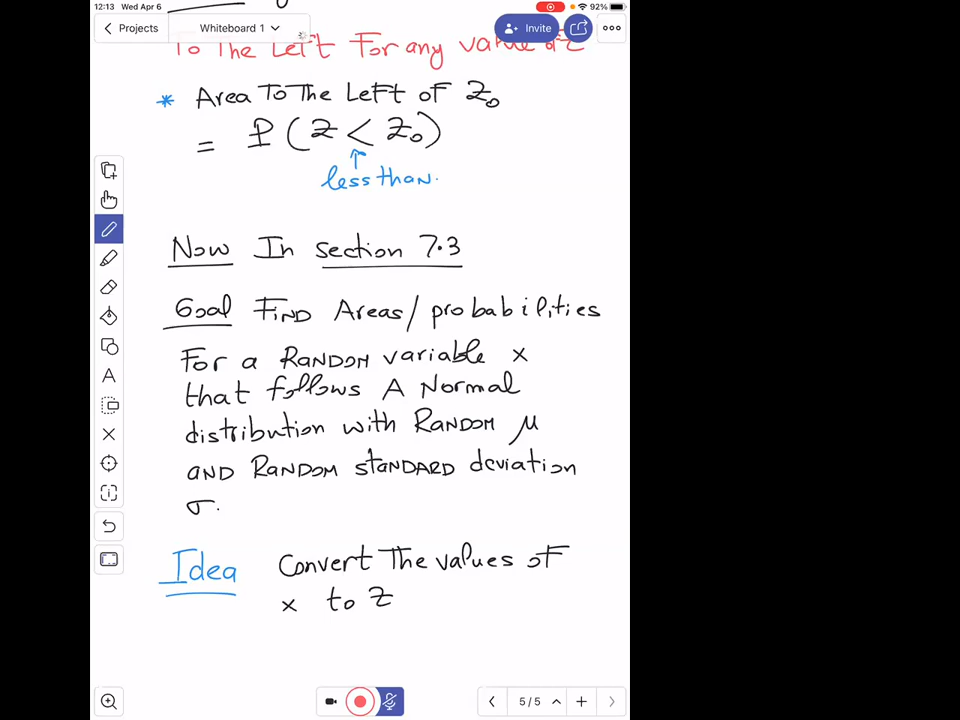 12:13 Wed Apr 6
92%
Projects
Whiteboard 1
Invite
To The Left For any value of z
* Area To The Left of Z₀
= P (Z < Z₀)
less than.
Now In section 7.3
Goal FIND Areas/probabilities
For a RANDOM variable x
that follows A Normal
distribution with RANDOM μ
AND RANDOM STANDARD deviation
σ.
Idea Convert The values of
x to Z
A
5/5